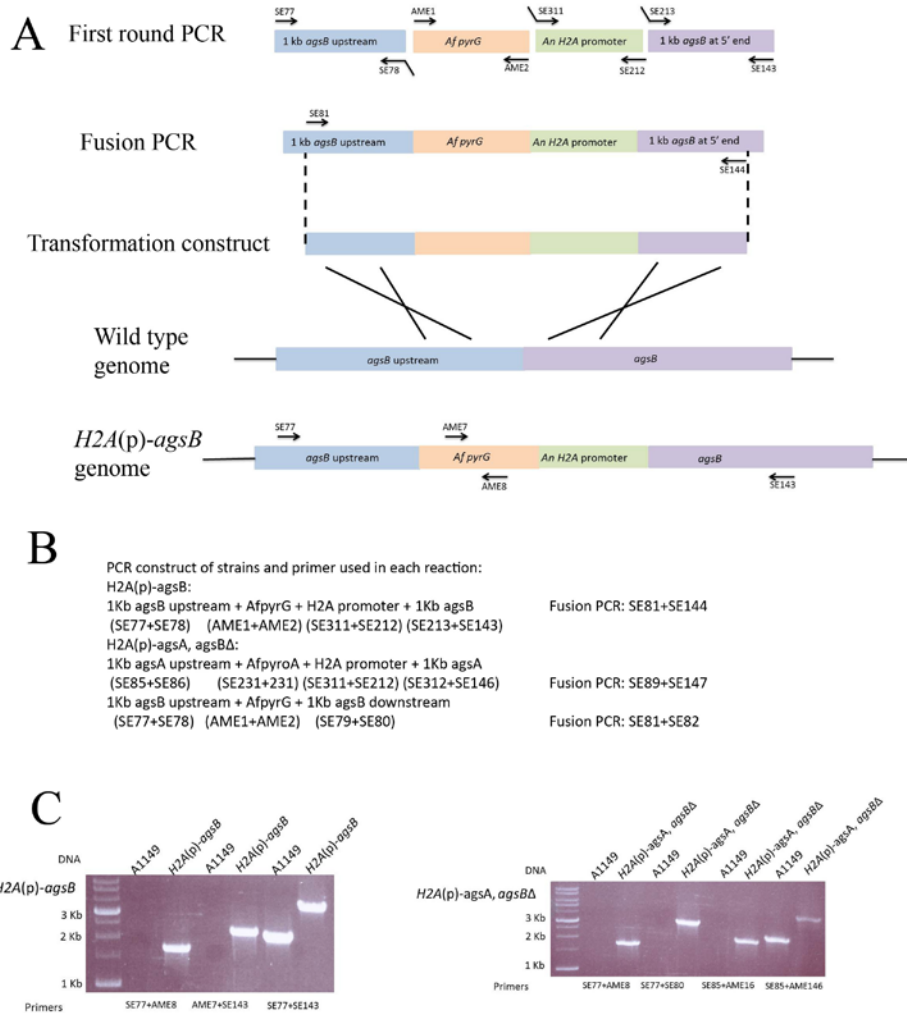 A
First round PCR
SE77
AME1
SE311
SE213
1 kb agsB upstream
Af pyrG
An H2A promoter
1 kb agsB at 5' end
SE78
AME2
SE212
SE143
Fusion PCR
SE81
1 kb agsB upstream
Af pyrG
An H2A promoter
1 kb agsB at 5' end
SE144
Transformation construct
Wild type
genome
agsB upstream
agsB
H2A(p)-agsB
genome
SE77
AME7
agsB upstream
Af pyrG
An H2A promoter
agsB
AME8
SE143
B
PCR construct of strains and primer used in each reaction:
H2A(p)-agsB:
1Kb agsB upstream + AfpyrG + H2A promoter + 1Kb agsB Fusion PCR: SE81+SE144
(SE77+SE78) (AME1+AME2) (SE311+SE212) (SE213+SE143)
H2A(p)-agsA, agsBΔ:
1Kb agsA upstream + AfpyroA + H2A promoter + 1Kb agsA
(SE85+SE86) (SE231+231) (SE311+SE212) (SE312+SE146) Fusion PCR: SE89+SE147
1Kb agsB upstream + AfpyrG + 1Kb agsB downstream
(SE77+SE78) (AME1+AME2) (SE79+SE80) Fusion PCR: SE81+SE82
C
DNA
A1149
H2A(p)-agsB
A1149
H2A(p)-agsB
A1149
H2A(p)-agsB
H2A(p)-agsB
3 Kb
2 Kb
1 Kb
Primers
SE77+AME8
AME7+SE143
SE77+SE143
DNA
A1149
H2A(p)-agsA, agsBΔ
A1149
H2A(p)-agsA, agsBΔ
A1149
H2A(p)-agsA, agsBΔ
A1149
H2A(p)-agsA, agsBΔ
H2A(p)-agsA, agsBΔ
3 Kb
2 Kb
1 Kb
Primers
SE77+AME8
SE77+SE80
SE85+AME16
SE85+AME146